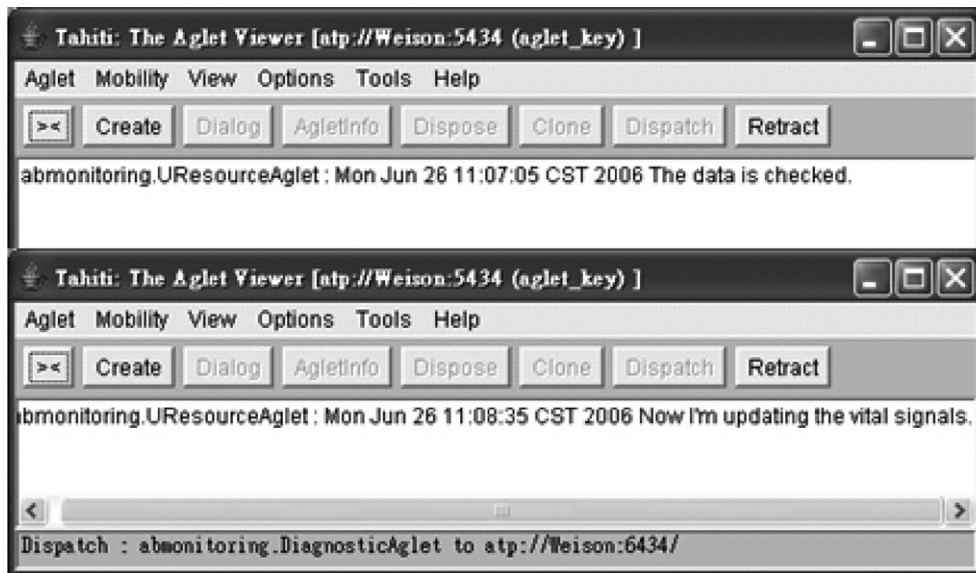 Tahiti: The Aglet Viewer [atp://Weison:5434 (aglet_key) ]
Aglet Mobility View Options Tools Help
>< Create Dialog AgletInfo Dispose Clone Dispatch Retract
abmonitoring.UResourceAglet : Mon Jun 26 11:07:05 CST 2006 The data is checked.
Tahiti: The Aglet Viewer [atp://Weison:5434 (aglet_key) ]
Aglet Mobility View Options Tools Help
>< Create Dialog AgletInfo Dispose Clone Dispatch Retract
abmonitoring.UResourceAglet : Mon Jun 26 11:08:35 CST 2006 Now I'm updating the vital signals.
Dispatch : abmonitoring.DiagnosticAglet to atp://Weison:6434/